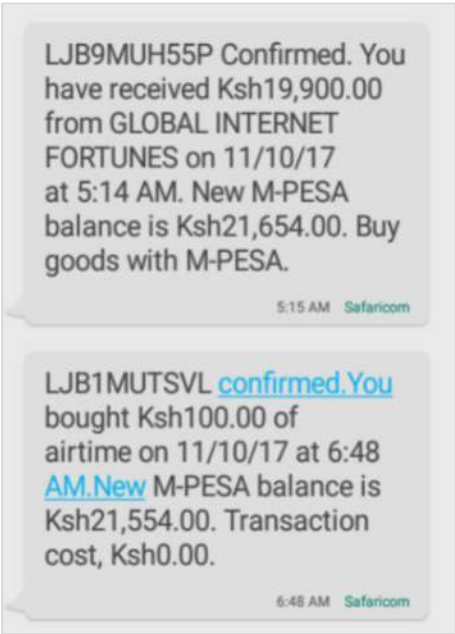 LJB9MUH55P Confirmed. You
have received Ksh19,900.00
from GLOBAL INTERNET
FORTUNES on 11/10/17
at 5:14 AM. New M-PESA
balance is Ksh21,654.00. Buy
goods with M-PESA.
5:15 AM Safaricom
LJB1MUTSVL confirmed.You
bought Ksh100.00 of
airtime on 11/10/17 at 6:48
AM.New M-PESA balance is
Ksh21,554.00. Transaction
cost, Ksh0.00.
6:48 AM Safaricom